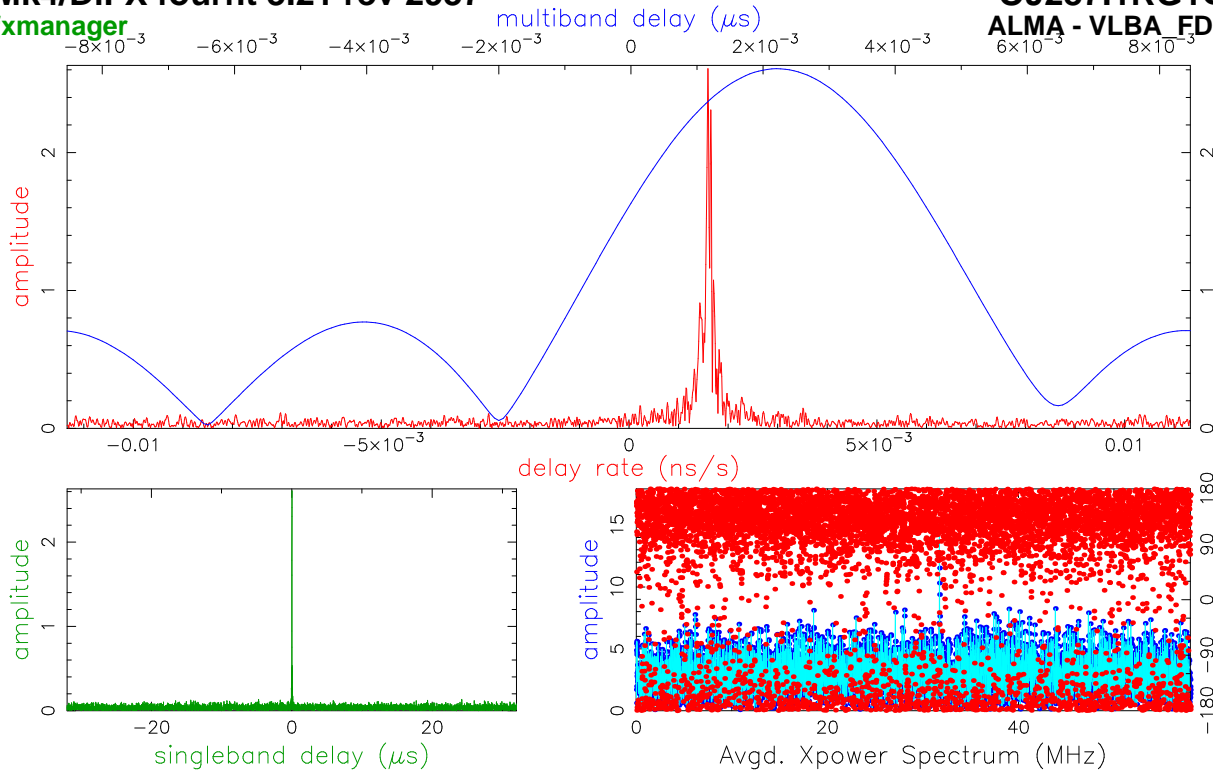 multiband delay (μs)
xmanager
ALMA - VLBA_FD
−8×10⁻³ −6×10⁻³ −4×10⁻³ −2×10⁻³ 0 2×10⁻³ 4×10⁻³ 6×10⁻³ 8×10⁻³
amplitude
2
1
0
2
1
0
−0.01 −5×10⁻³ 0 5×10⁻³ 0.01
delay rate (ns/s)
amplitude
2
1
0
−20 0 20
singleband delay (μs)
amplitude
15
10
5
0
180
90
0
−90
−180
0 20 40
Avgd. Xpower Spectrum (MHz)